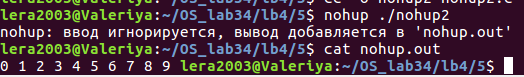 lera2003@Valeriya:~/OS_lab34/lb4/5$ nohup ./nohup2
nohup: ввод игнорируется, вывод добавляется в 'nohup.out'
lera2003@Valeriya:~/OS_lab34/lb4/5$ cat nohup.out
0 1 2 3 4 5 6 7 8 9 lera2003@Valeriya:~/OS_lab34/lb4/5$